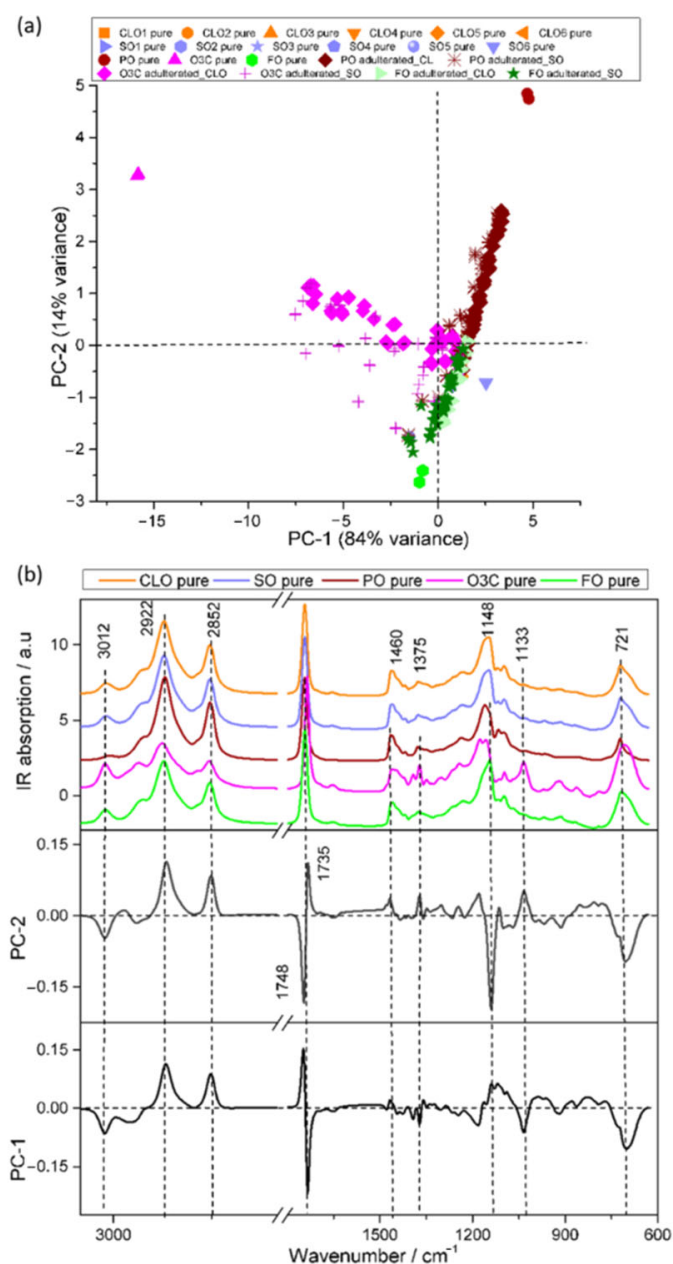 (a)
CLO1 pure CLO2 pure CLO3 pure CLO4 pure CLO5 pure CLO6 pure
SO1 pure SO2 pure SO3 pure SO4 pure SO5 pure SO6 pure
PO pure O3C pure FO pure PO adulterated_CL PO adulterated_SO
O3C adulterated_CLO O3C adulterated_SO FO adulterated_CLO FO adulterated_SO
5
4
3
2
1
0
−1
−2
−3
PC-2 (14% variance)
−15 −10 −5 0 5
PC-1 (84% variance)
(b)
CLO pure SO pure PO pure O3C pure FO pure
3012 2922 2852 1460 1375 1148 1133 721
10
5
0
IR absorption / a.u
0.15
0.00
−0.15
PC-2
1735
1748
0.15
0.00
−0.15
PC-1
3000 1500 1200 900 600
Wavenumber / cm⁻¹